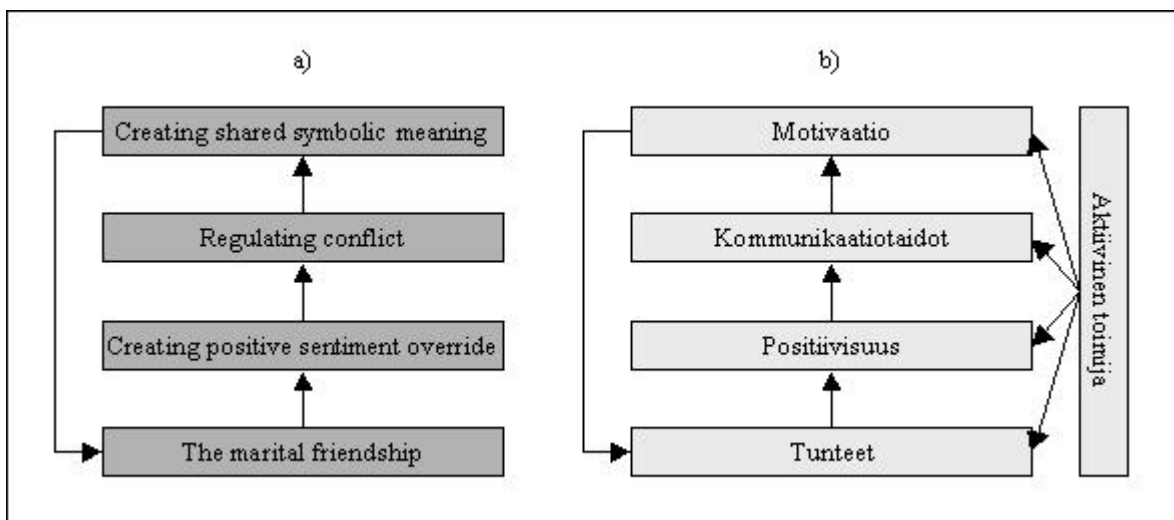 a)
Creating shared symbolic meaning
Regulating conflict
Creating positive sentiment override
The marital friendship
b)
Motivaatio
Kommunikaatiotaidot
Positiivisuus
Tunteet
Aktiivinen toimija